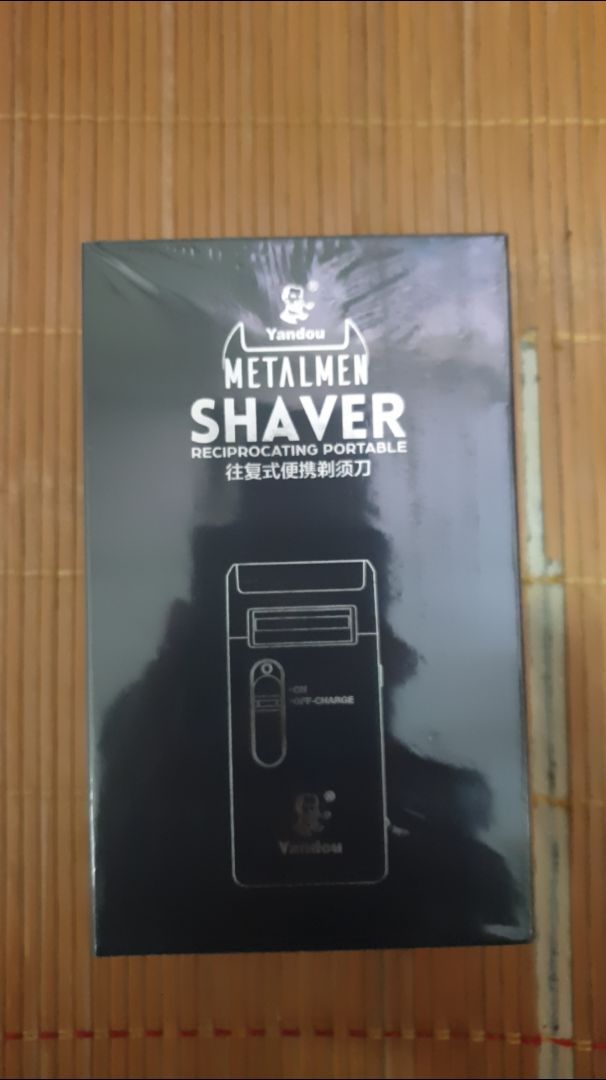 ®
Yandou
METALMEN
SHAVER
RECIPROCATING PORTABLE
往复式便携剃须刀
·ON
·OFF-CHARGE
®
Yandou